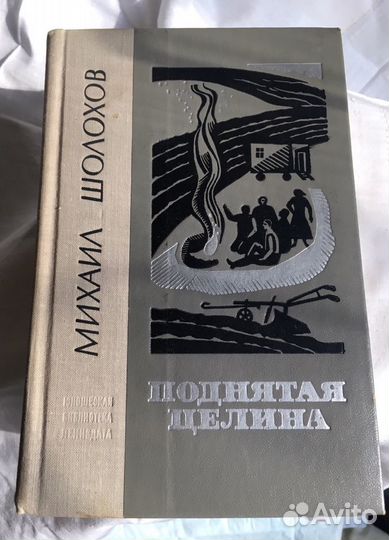 МИХАИЛ ШОЛОХОВ
ПОДНЯТАЯ
ЦЕЛИНА
ЮНОШЕСКАЯ
БИБЛИОТЕКА
ЛЕНИЗДАТА
Avito